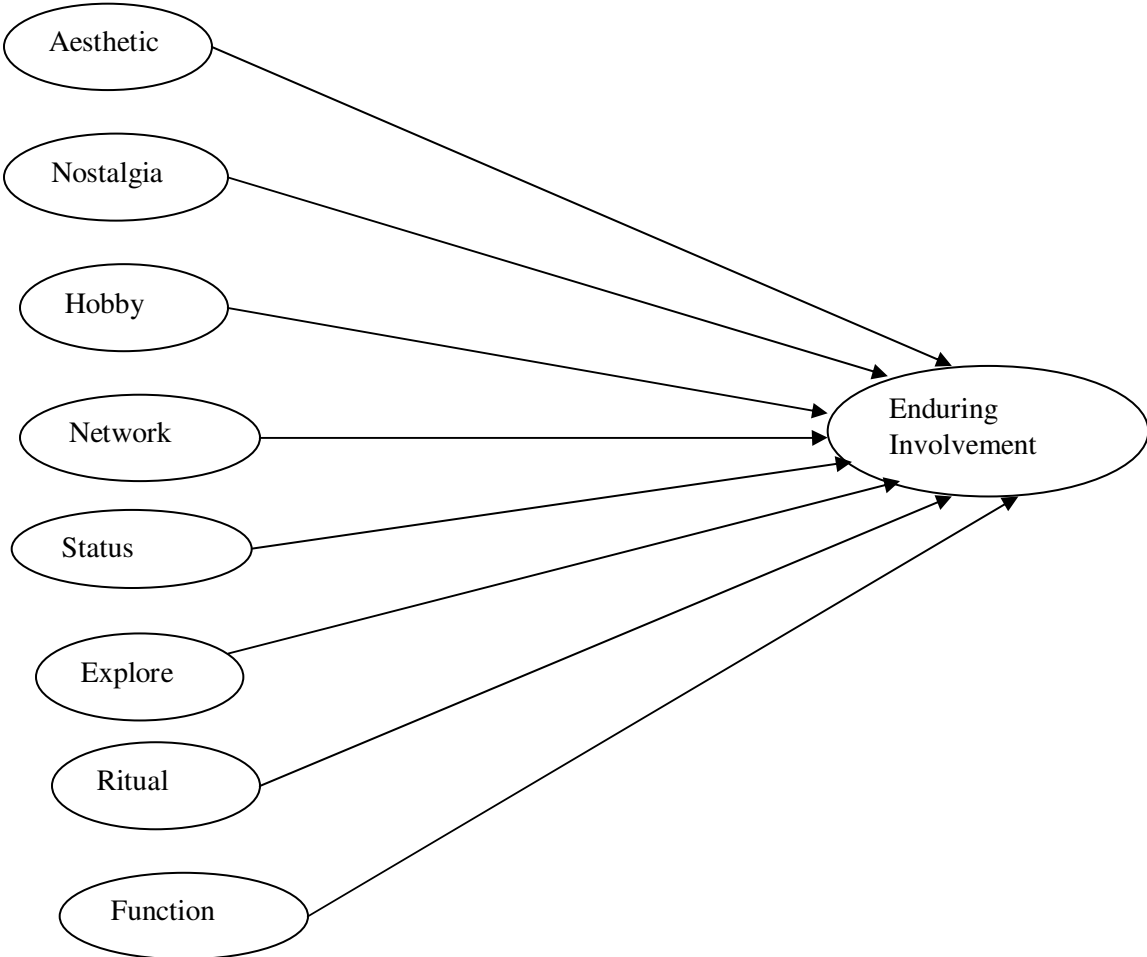 Aesthetic
Nostalgia
Hobby
Network
Enduring
Involvement
Status
Explore
Ritual
Function